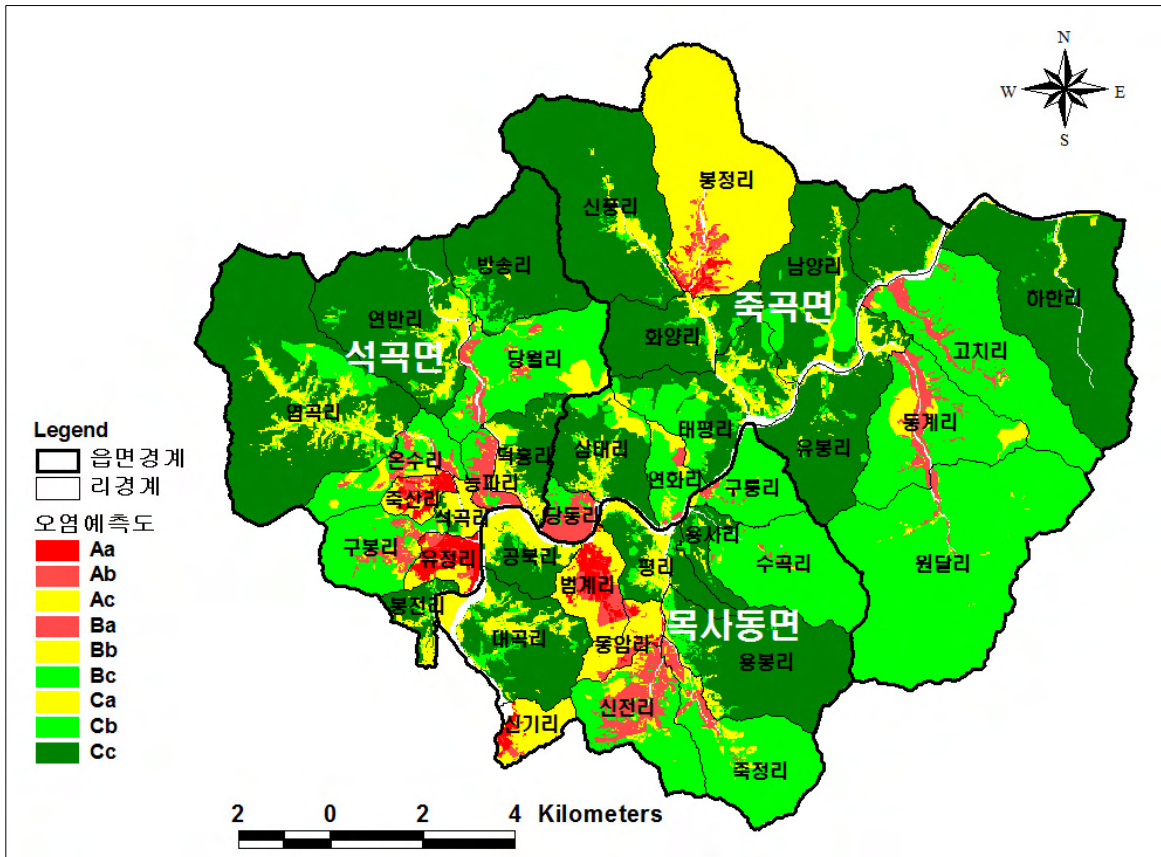 N
W E
S
봉정리
신풍리
방송리
남양리
하한리
죽곡면
연반리
화양리
석곡면
당월리
고치리
염곡리
동계리
태평리
유봉리
삼태리
덕흥리
온수리
능파리
연화리
구룡리
죽산리
당동리
석곡리
용사리
구봉리
유정리
공북리
평리
수곡리
원달리
범계리
봉전리
목사동면
대곡리
동암리
용봉리
신전리
신기리
죽정리
Legend
읍면경계
리경계
오염예측도
Aa
Ab
Ac
Ba
Bb
Bc
Ca
Cb
Cc
2 0 2 4 Kilometers